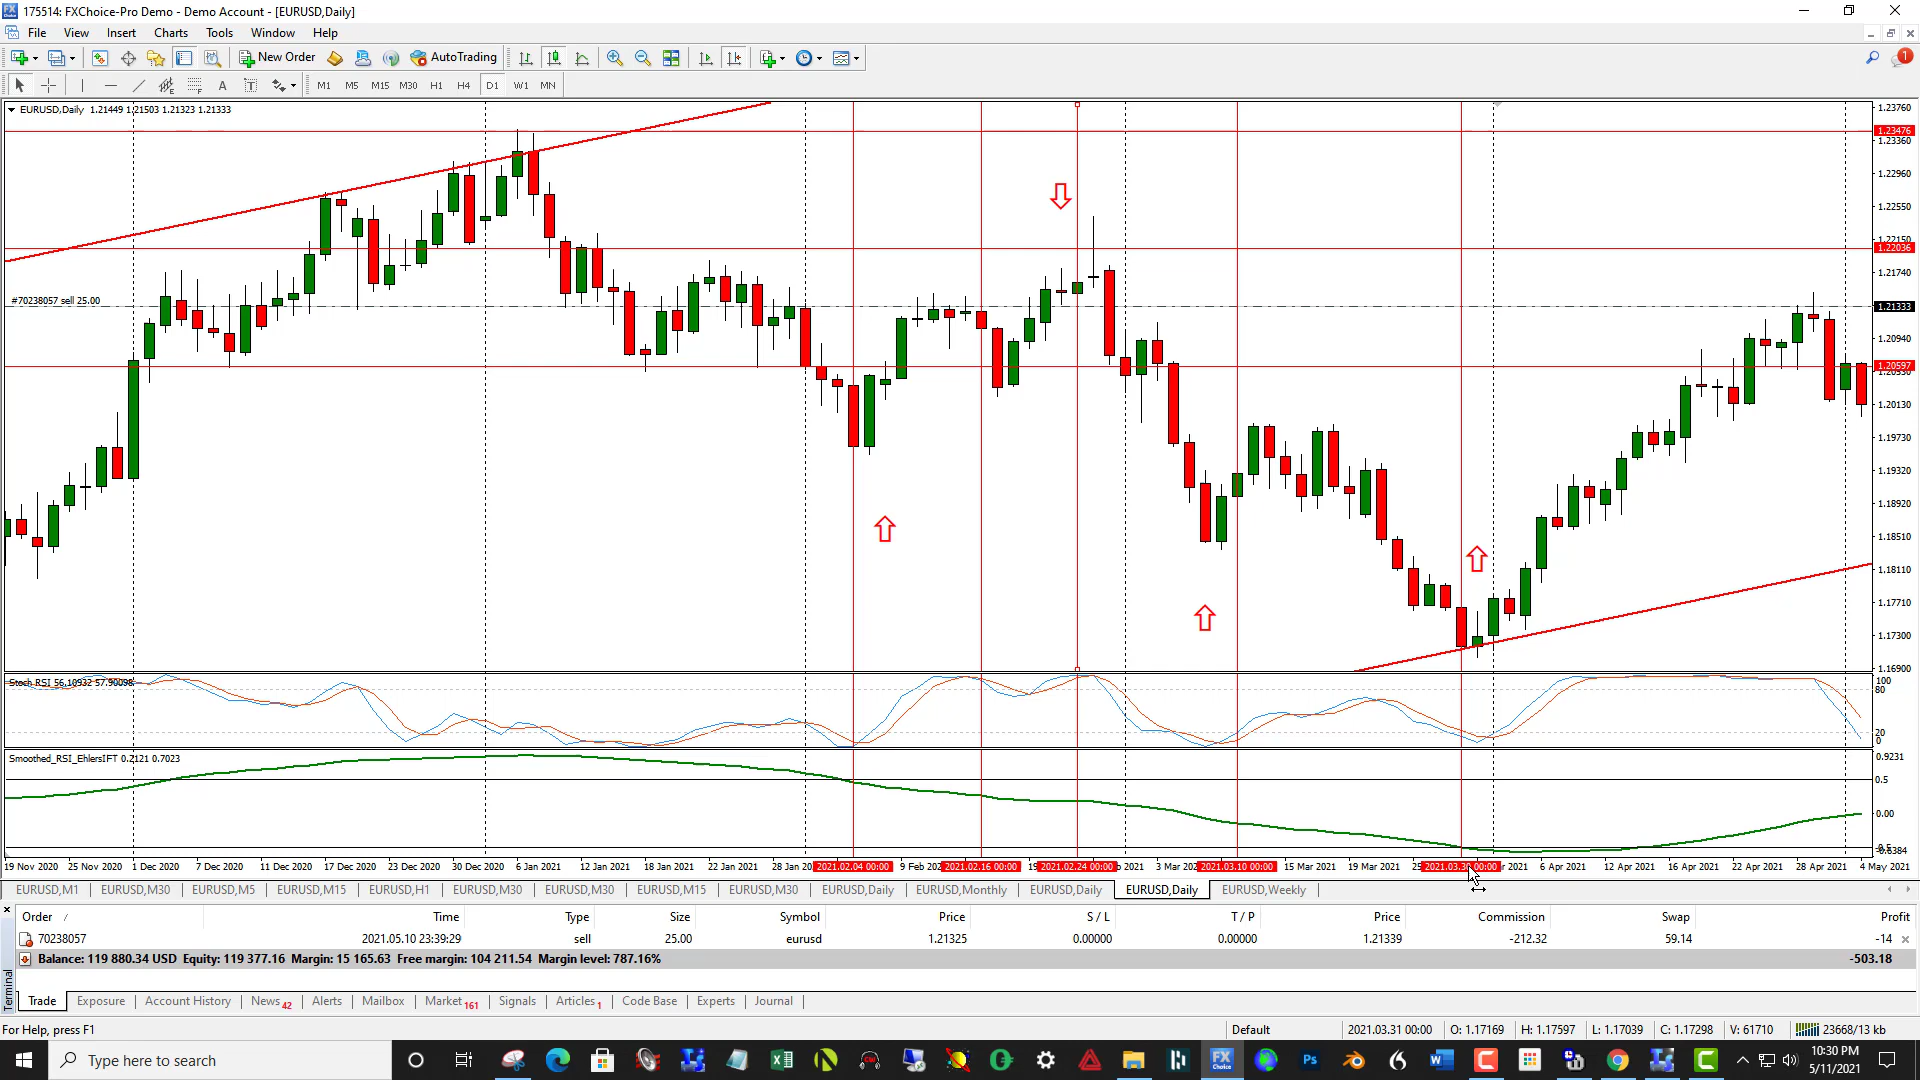 175514: FXChoice-Pro Demo - Demo Account - [EURUSD,Daily]
File View Insert Charts Tools Window Help
New Order AutoTrading 1
A T M1 M5 M15 M30 H1 H4 D1 W1 MN
EURUSD,Daily 1.21449 1.21503 1.21323 1.21333
1.23760
1.23476
1.23360
1.22960
1.22550
1.22150
1.22036
1.21740
#70238057 sell 25.00
1.21333
1.20940
1.20597
1.20130
1.19730
1.19320
1.18920
1.18510
1.18110
1.17710
1.17300
1.16900
Stoch RSI 56.10932 57.90098
100
80
20
0
Smoothed_RSI_EhlersIFT 0.2121 0.7023
0.9231
0.5
0.00
19 Nov 2020 25 Nov 2020 1 Dec 2020 7 Dec 2020 11 Dec 2020 17 Dec 2020 23 Dec 2020 30 Dec 2020 6 Jan 2021 12 Jan 2021 18 Jan 2021 22 Jan 2021 28 Jan 2021.02.04 00:00 9 Feb 2021.02.16 00:00 2021.02.24 00:00 3 Mar 2021.03.10 00:00 15 Mar 2021 19 Mar 2021 2021.03.30 00:00 6 Apr 2021 12 Apr 2021 16 Apr 2021 22 Apr 2021 28 Apr 2021 4 May 2021
EURUSD,M1 EURUSD,M30 EURUSD,M5 EURUSD,M15 EURUSD,H1 EURUSD,M30 EURUSD,M30 EURUSD,M15 EURUSD,M30 EURUSD,Daily EURUSD,Monthly EURUSD,Daily EURUSD,Daily EURUSD,Weekly
Order / Time Type Size Symbol Price S / L T / P Price Commission Swap Profit
70238057 2021.05.10 23:39:29 sell 25.00 eurusd 1.21325 0.00000 0.00000 1.21339 -212.32 59.14 -14
Balance: 119 880.34 USD Equity: 119 377.16 Margin: 15 165.63 Free margin: 104 211.54 Margin level: 787.16% -503.18
Terminal
Trade Exposure Account History News 42 Alerts Mailbox Market 161 Signals Articles 1 Code Base Experts Journal
For Help, press F1 Default 2021.03.31 00:00 O: 1.17169 H: 1.17597 L: 1.17039 C: 1.17298 V: 61710 23668/13 kb
Type here to search
FX Choice
Ps
10:30 PM
5/11/2021